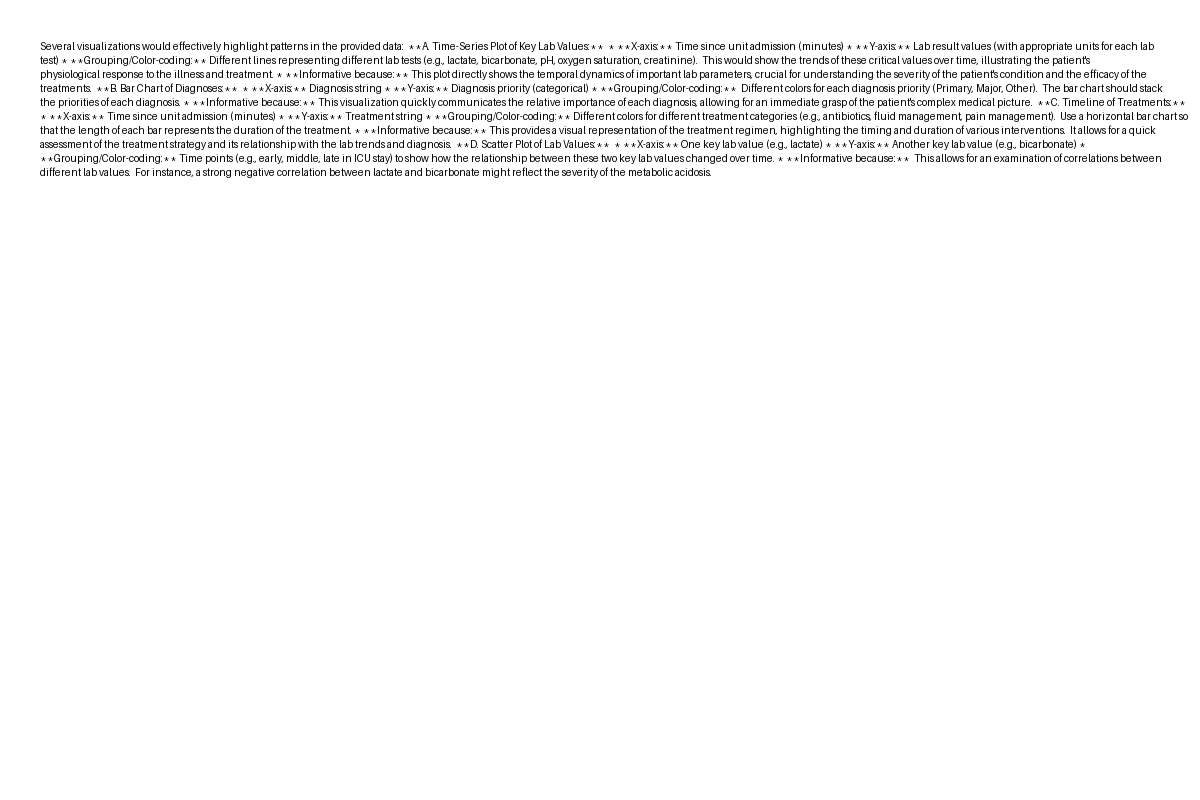 Several visualizations would effectively highlight patterns in the provided data:  **A. Time-Series Plot of Key Lab Values:**  * **X-axis:** Time since unit admission (minutes) * **Y-axis:** Lab result values (with appropriate units for each lab
test) * **Grouping/Color-coding:** Different lines representing different lab tests (e.g., lactate, bicarbonate, pH, oxygen saturation, creatinine).  This would show the trends of these critical values over time, illustrating the patient's
physiological response to the illness and treatment. * **Informative because:** This plot directly shows the temporal dynamics of important lab parameters, crucial for understanding the severity of the patient's condition and the efficacy of the
treatments.  **B. Bar Chart of Diagnoses:**  * **X-axis:** Diagnosis string * **Y-axis:** Diagnosis priority (categorical) * **Grouping/Color-coding:**  Different colors for each diagnosis priority (Primary, Major, Other).  The bar chart should stack
the priorities of each diagnosis. * **Informative because:** This visualization quickly communicates the relative importance of each diagnosis, allowing for an immediate grasp of the patient's complex medical picture.  **C. Timeline of Treatments:**
* **X-axis:** Time since unit admission (minutes) * **Y-axis:** Treatment string * **Grouping/Color-coding:** Different colors for different treatment categories (e.g., antibiotics, fluid management, pain management).  Use a horizontal bar chart so
that the length of each bar represents the duration of the treatment. * **Informative because:** This provides a visual representation of the treatment regimen, highlighting the timing and duration of various interventions.  It allows for a quick
assessment of the treatment strategy and its relationship with the lab trends and diagnosis.  **D. Scatter Plot of Lab Values:**  * **X-axis:** One key lab value (e.g., lactate) * **Y-axis:** Another key lab value (e.g., bicarbonate) *
**Grouping/Color-coding:** Time points (e.g., early, middle, late in ICU stay) to show how the relationship between these two key lab values changed over time.  * **Informative because:**  This allows for an examination of correlations between
different lab values.  For instance, a strong negative correlation between lactate and bicarbonate might reflect the severity of the metabolic acidosis.